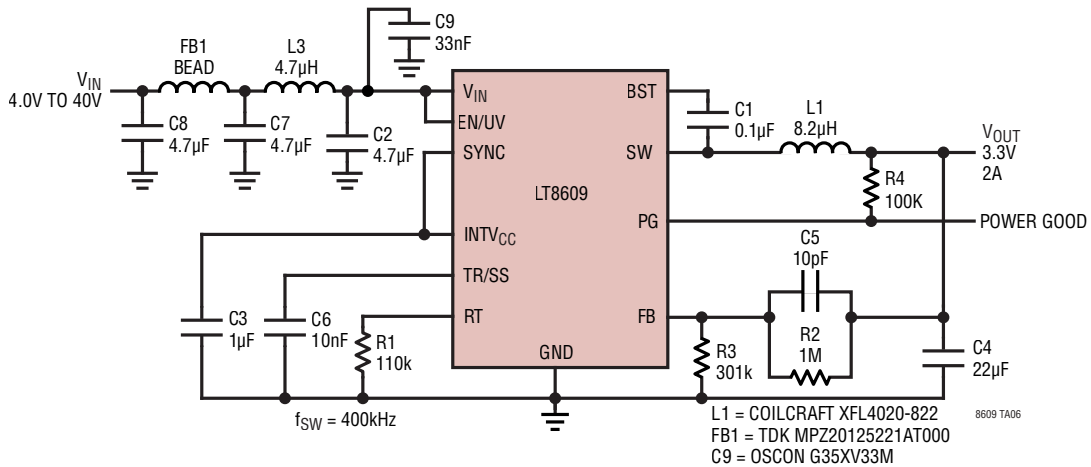 C9
33nF
FB1
BEAD
L3
4.7µH
VIN
4.0V TO 40V
C8
4.7µF
C7
4.7µF
C2
4.7µF
VIN
EN/UV
SYNC
INTVCC
TR/SS
RT
LT8609
GND
BST
SW
PG
FB
C1
0.1µF
L1
8.2µH
VOUT
3.3V
2A
R4
100K
POWER GOOD
C5
10pF
R2
1M
R3
301k
C4
22µF
C3
1µF
C6
10nF
R1
110k
fSW = 400kHz
L1 = COILCRAFT XFL4020-822
FB1 = TDK MPZ20125221AT000
C9 = OSCON G35XV33M
8609 TA06